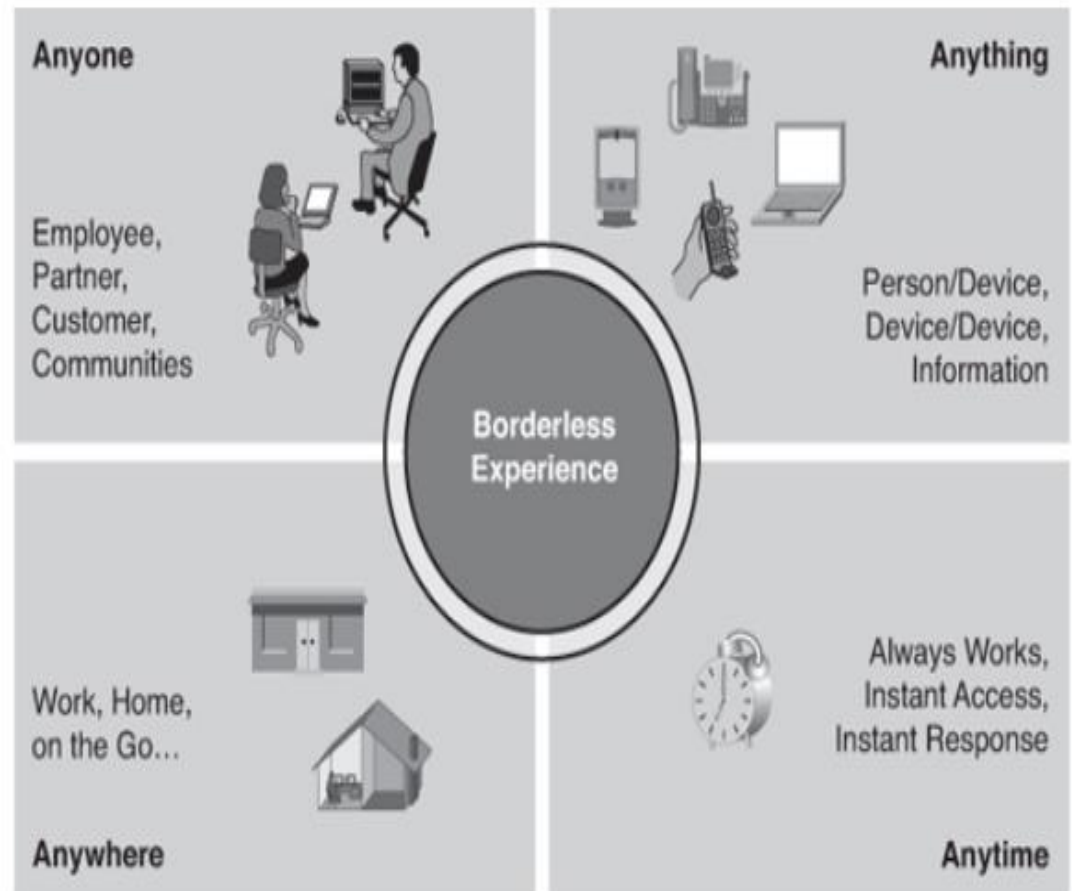 Anyone
Employee,
Partner,
Customer,
Communities
Anything
Person/Device,
Device/Device,
Information
Borderless
Experience
Work, Home,
on the Go...
Anywhere
Always Works,
Instant Access,
Instant Response
Anytime